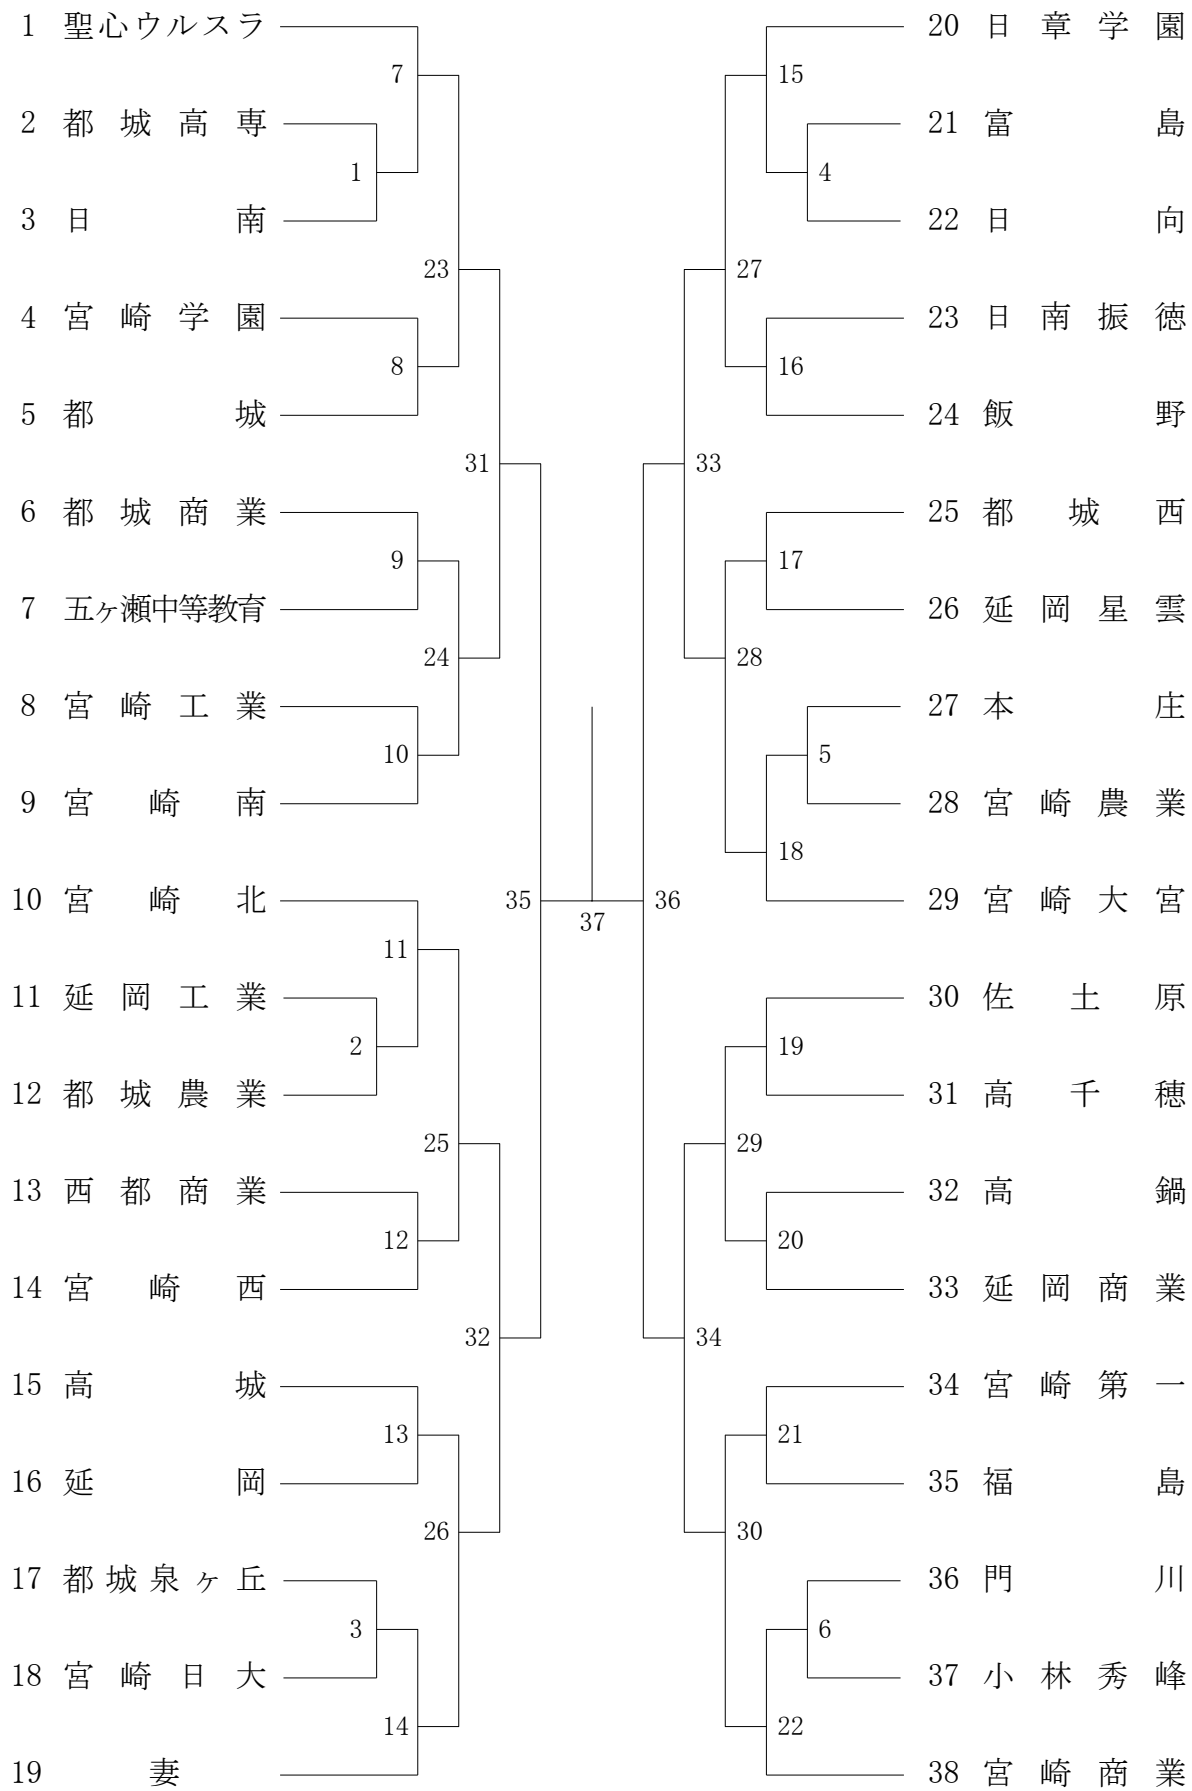 1 聖心ウルスラ
7
2 都城高専
1
3 日南
23
4 宮崎学園
8
5 都城
31
6 都城商業
9
7 五ヶ瀬中等教育
24
8 宮崎工業
10
9 宮崎南
35
10 宮崎北
11
11 延岡工業
2
12 都城農業
25
13 西都商業
12
14 宮崎西
32
15 高城
13
16 延岡
26
17 都城泉ヶ丘
3
18 宮崎日大
14
19 妻
37
20 日章学園
15
21 富島
4
22 日向
27
23 日南振徳
16
24 飯野
33
25 都城西
17
26 延岡星雲
28
27 本庄
5
28 宮崎農業
18
29 宮崎大宮
36
30 佐土原
19
31 高千穂
29
32 高鍋
20
33 延岡商業
34
34 宮崎第一
21
35 福島
30
36 門川
6
37 小林秀峰
22
38 宮崎商業